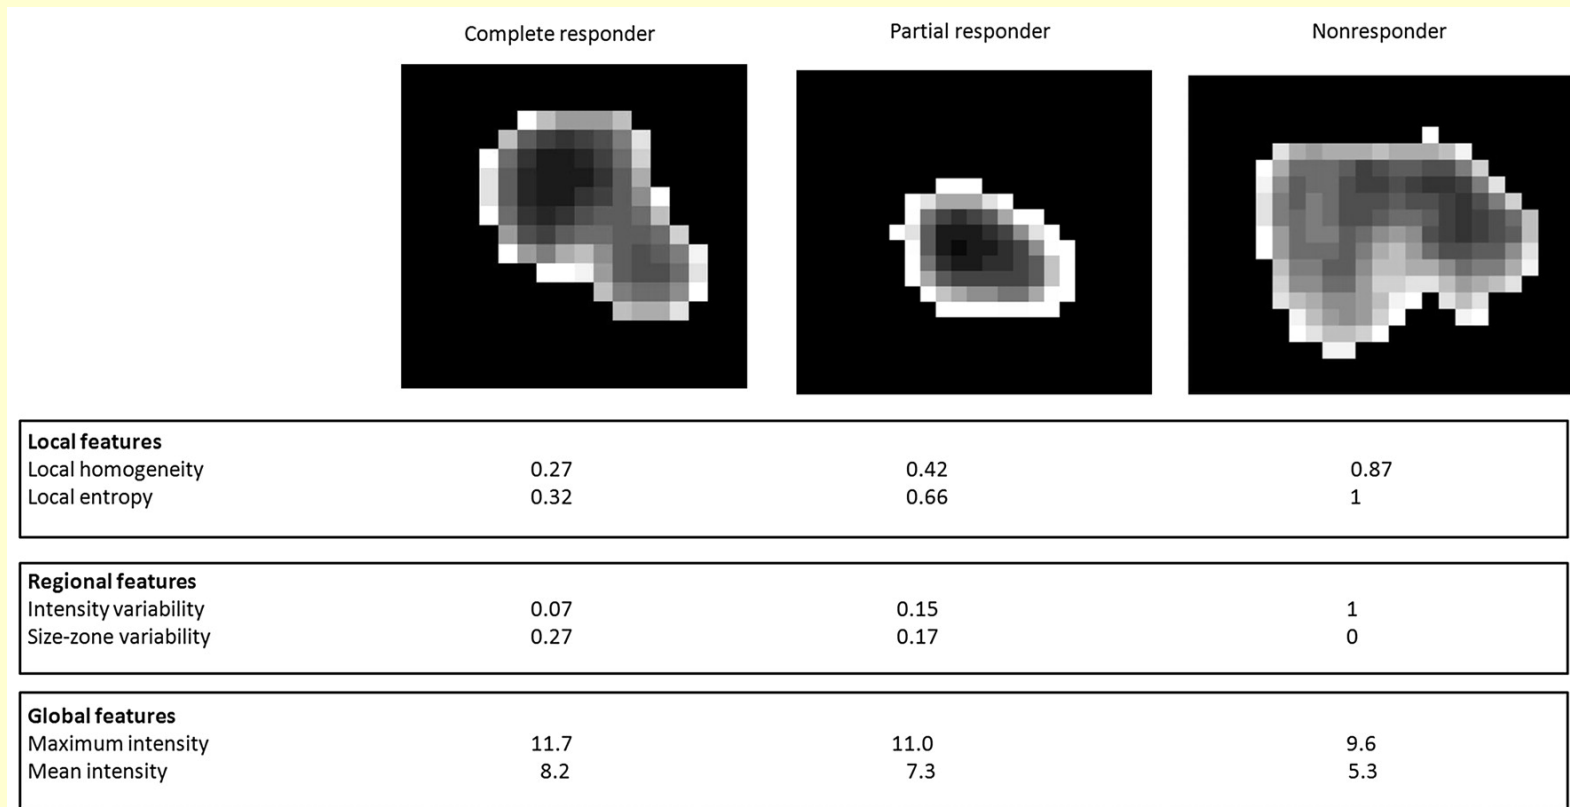 Complete responder Partial responder Nonresponder
Local features
Local homogeneity 0.27 0.42 0.87
Local entropy 0.32 0.66 1
Regional features
Intensity variability 0.07 0.15 1
Size-zone variability 0.27 0.17 0
Global features
Maximum intensity 11.7 11.0 9.6
Mean intensity 8.2 7.3 5.3